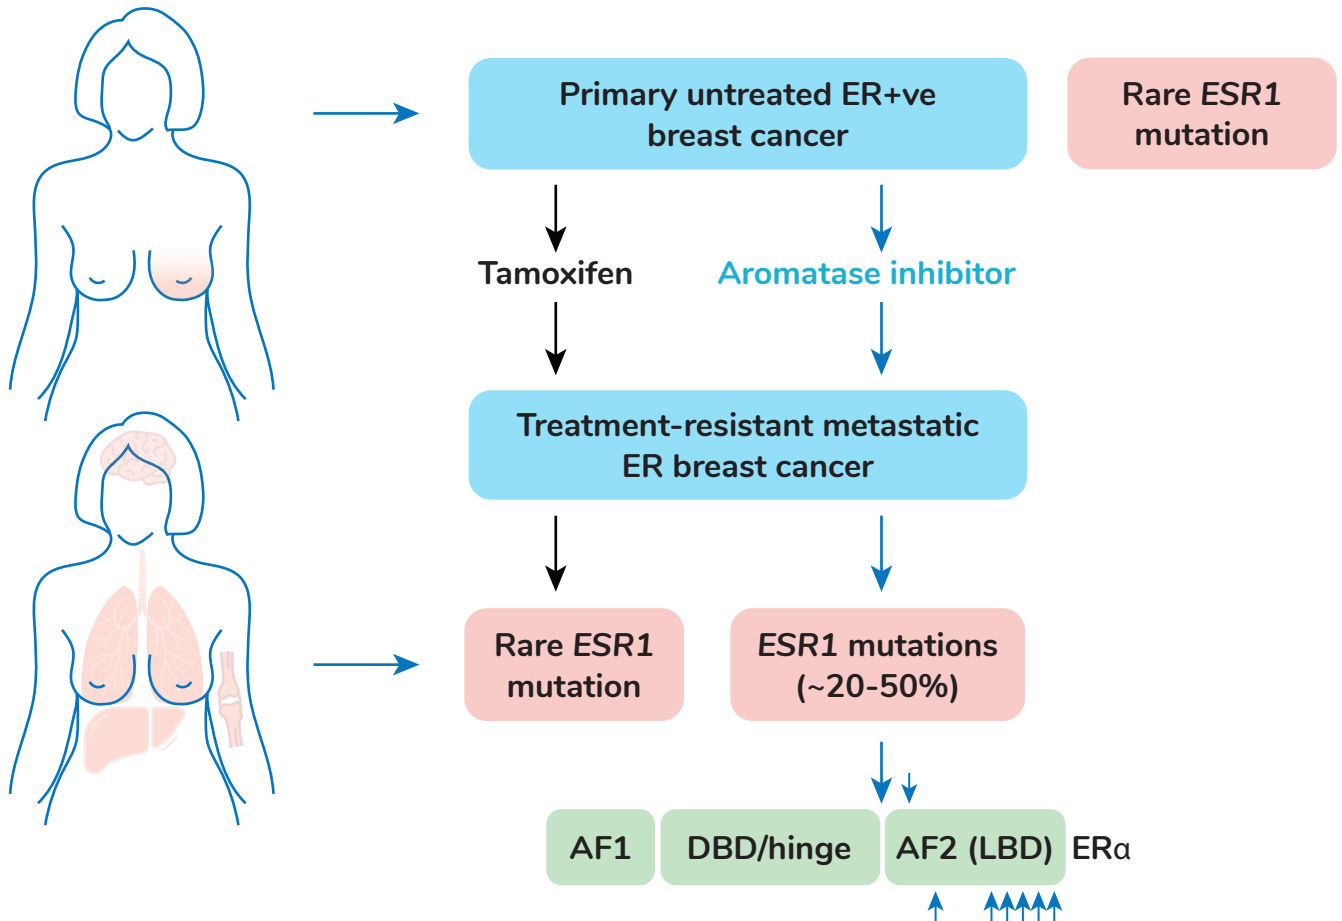 Primary untreated ER+ve
breast cancer
Rare ESR1
mutation
Tamoxifen
Aromatase inhibitor
Treatment-resistant metastatic
ER breast cancer
Rare ESR1
mutation
ESR1 mutations
(~20-50%)
AF1
DBD/hinge
AF2 (LBD)
ERα